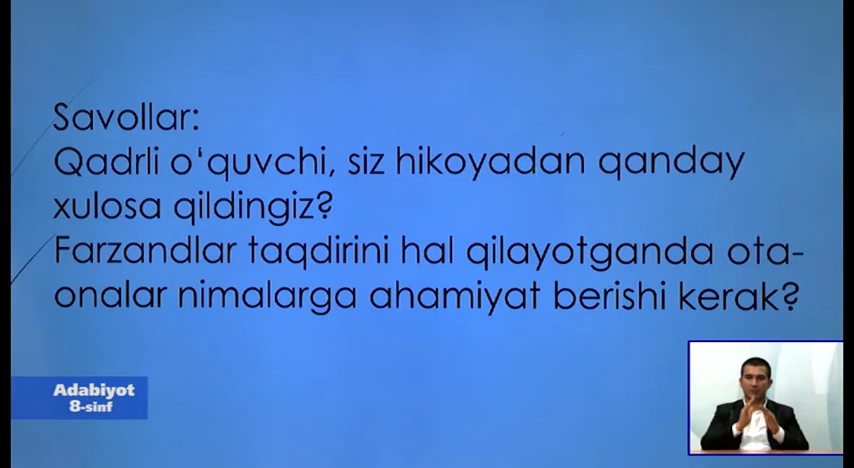 Savollar:
Qadrli o‘quvchi, siz hikoyadan qanday
xulosa qildingiz?
Farzandlar taqdirini hal qilayotganda ota-
onalar nimalarga ahamiyat berishi kerak?
Adabiyot
8-sinf